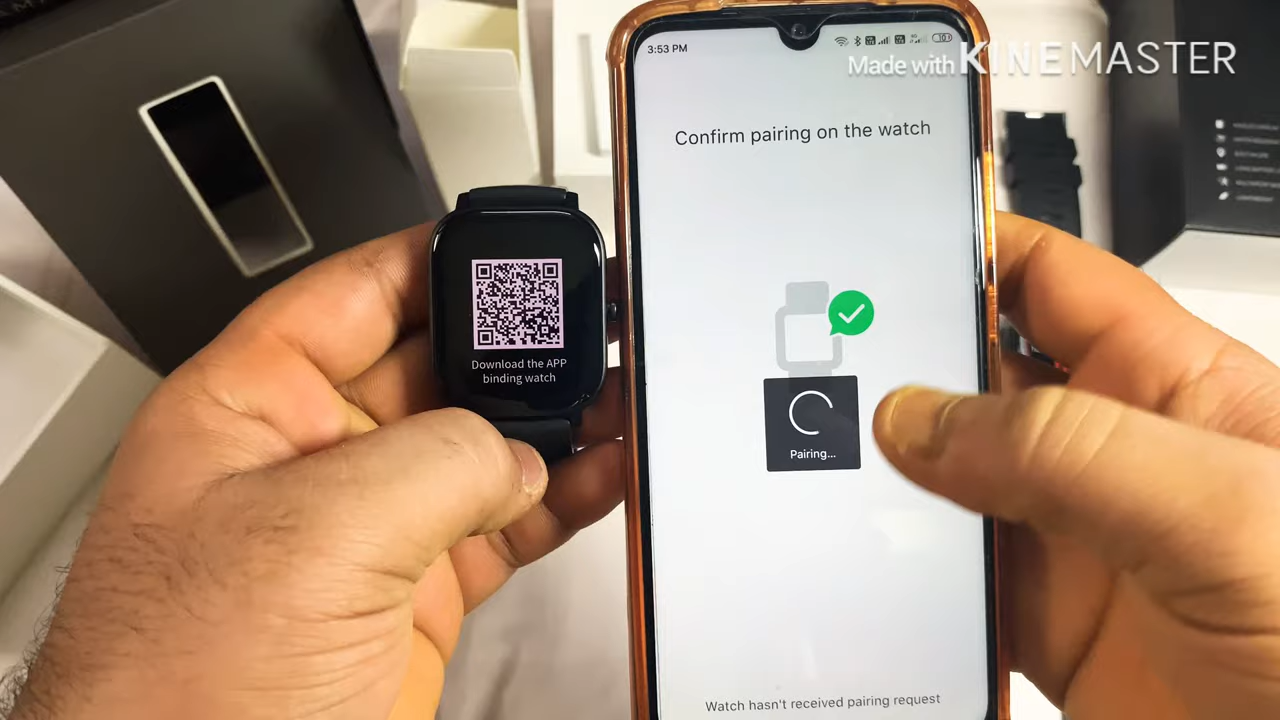 3:53 PM
Made with KINEMASTER
Confirm pairing on the watch
Download the APP
binding watch
Pairing...
Watch hasn't received pairing request